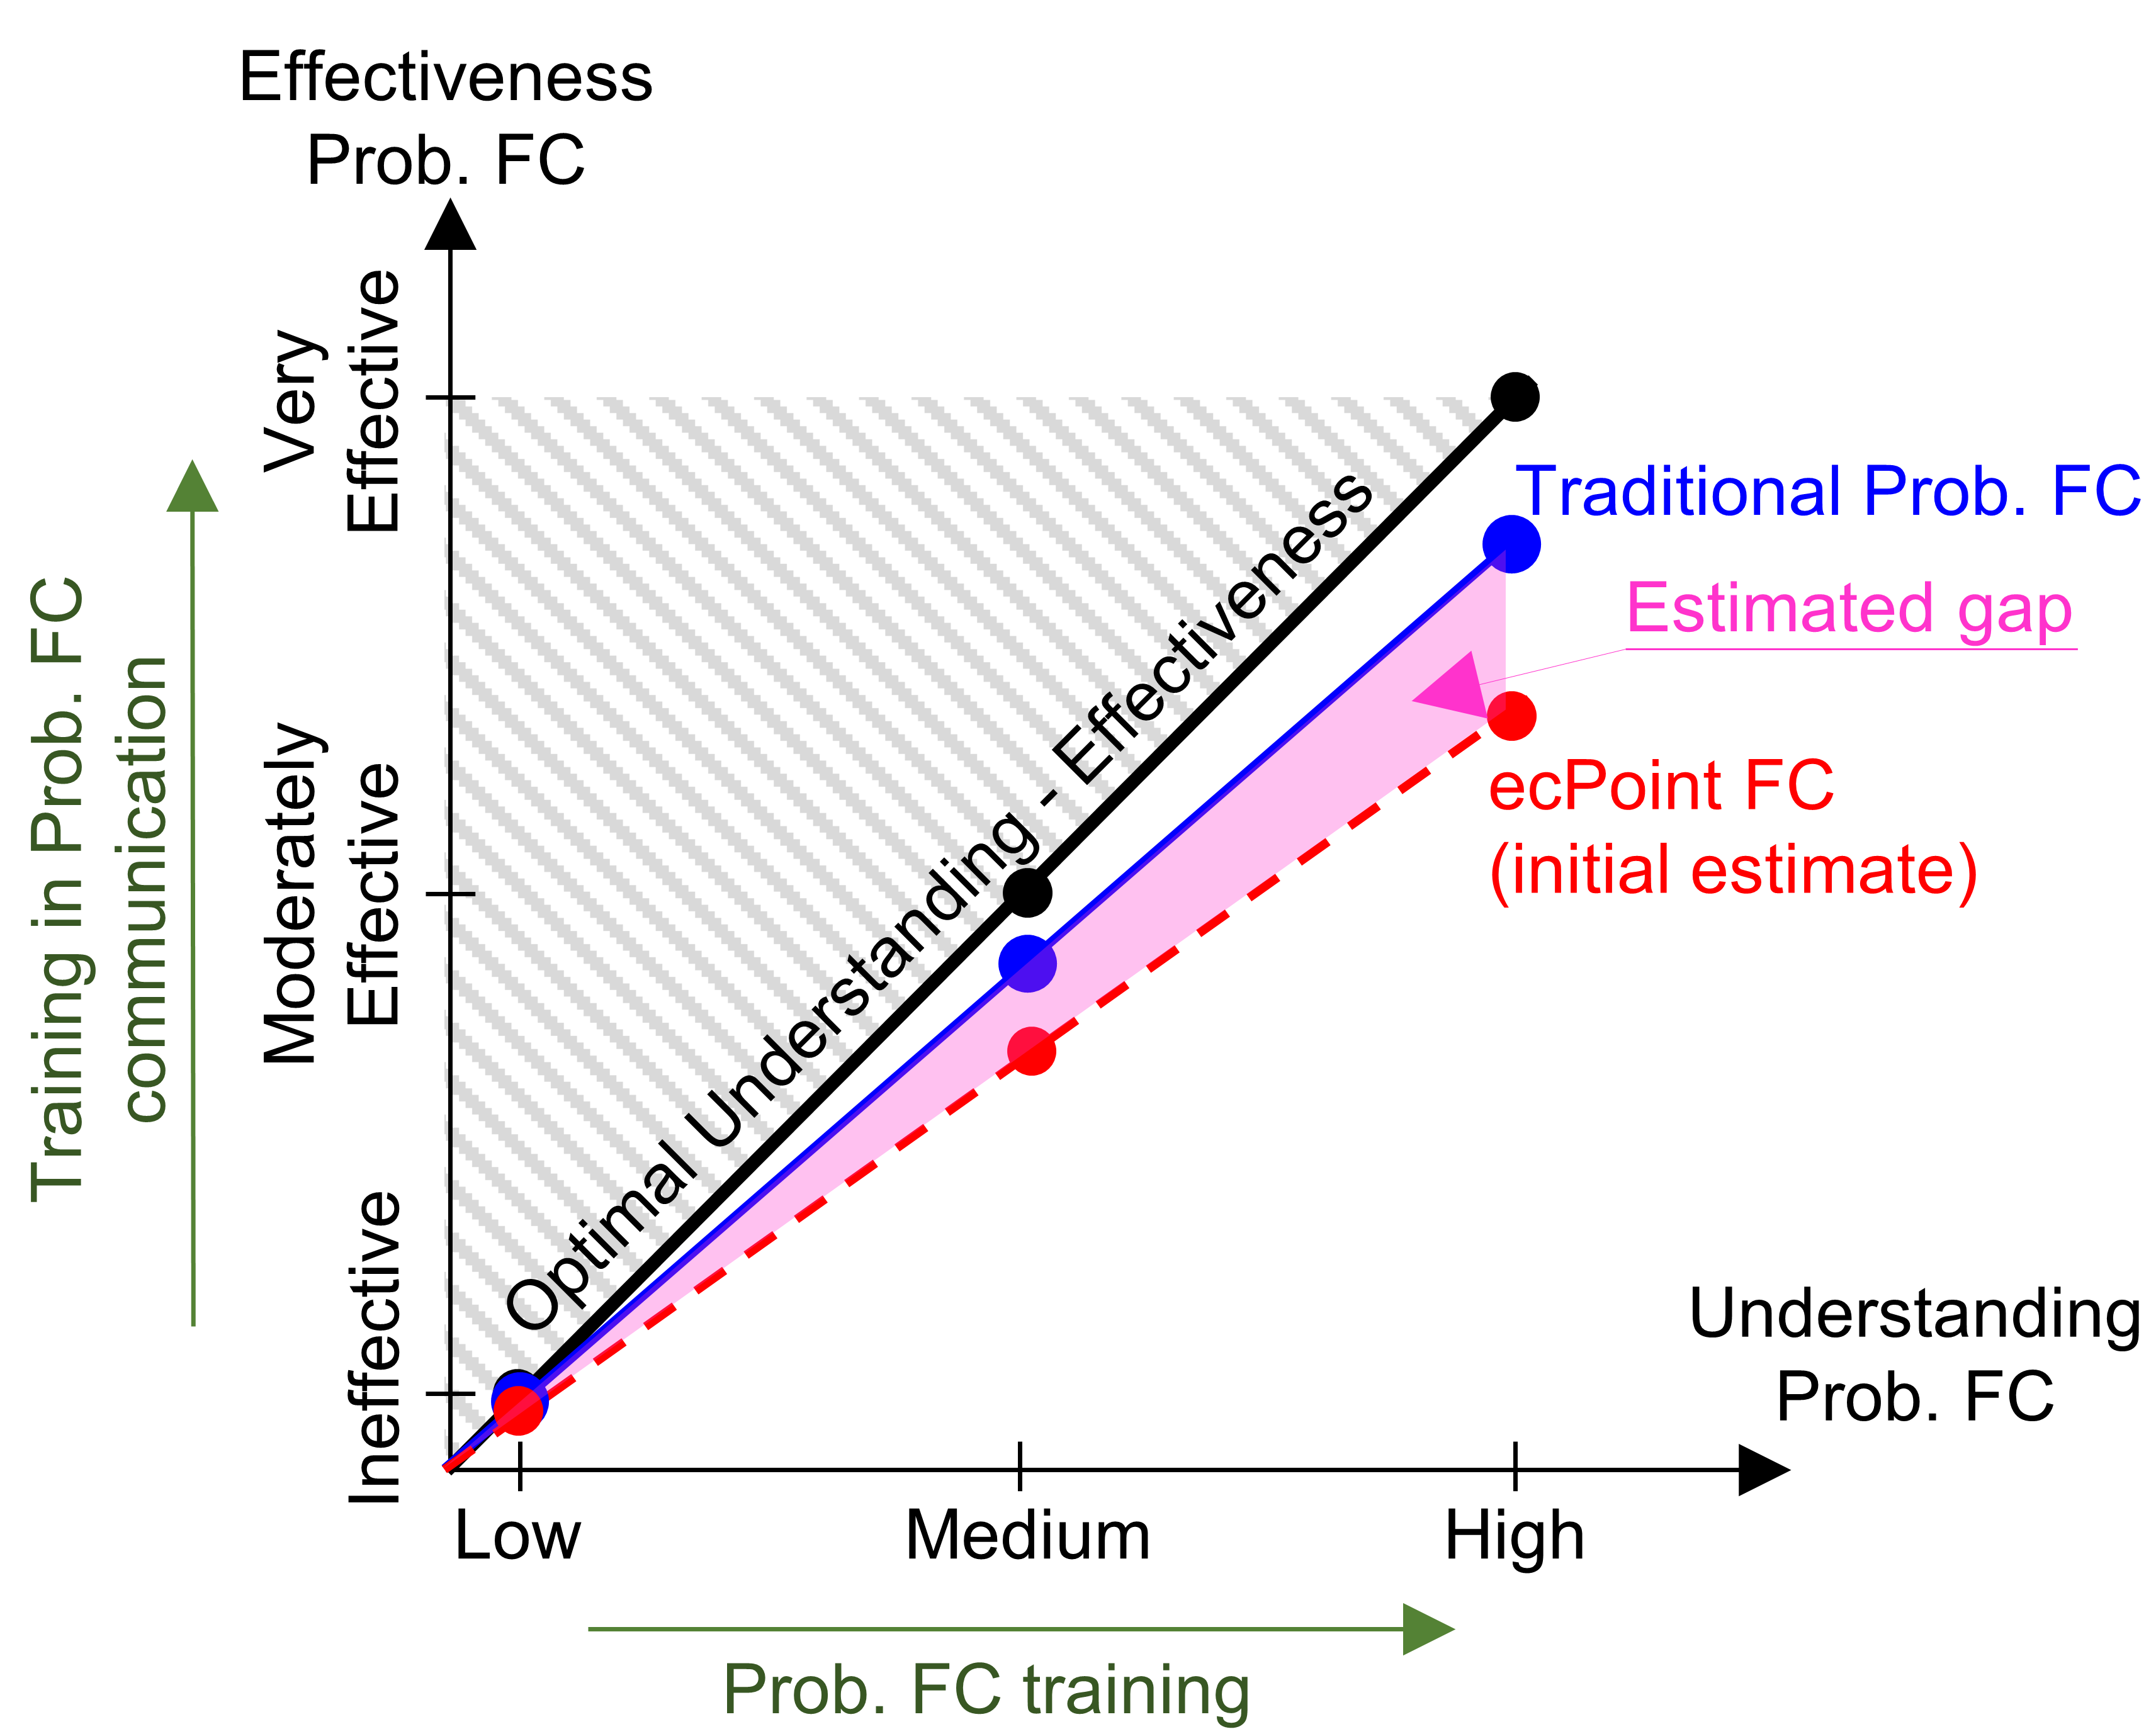 Effectiveness
Prob. FC
Very
Effective
Moderately
Effective
Ineffective
Training in Prob. FC
communication
Optimal Understanding - Effectiveness
Traditional Prob. FC
Estimated gap
ecPoint FC
(initial estimate)
Understanding
Prob. FC
Low
Medium
High
Prob. FC training